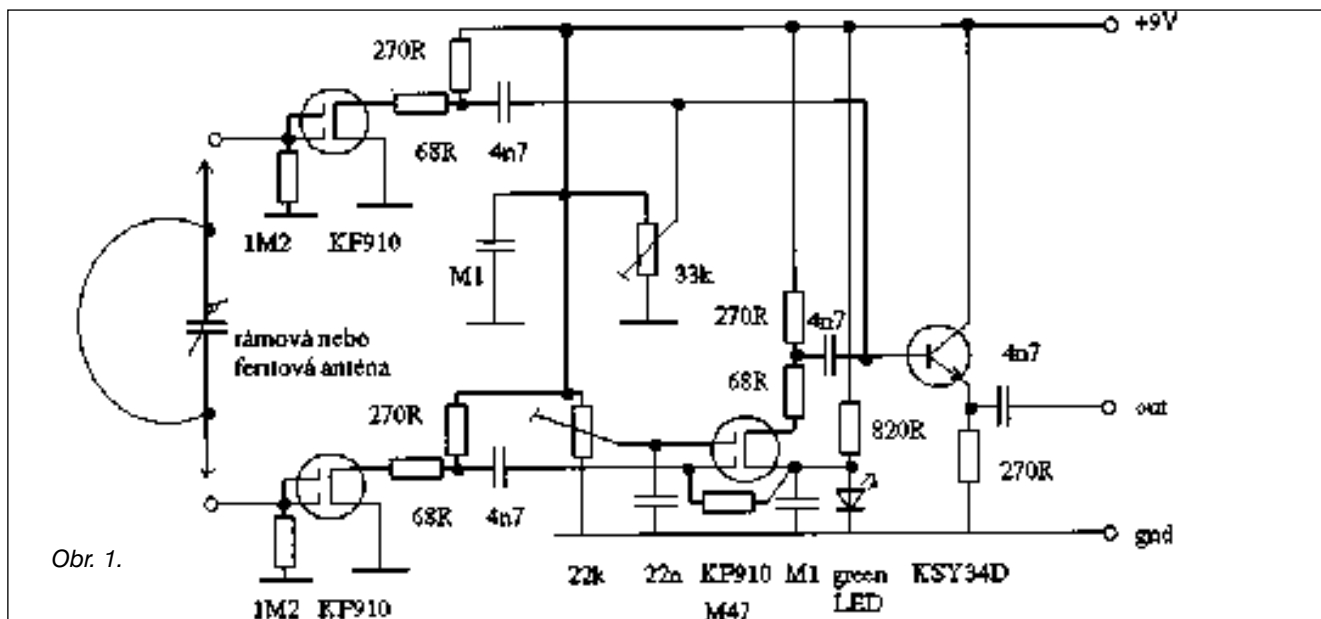 +9V
270R
68R
4n7
1M2
KF910
M1
33k
270R
4n7
4n7
rámová nebo
feritová anténa
68R
270R
out
820R
270R
68R
4n7
gnd
Obr. 1.
22k
22n
KF910
M1
green
KSY34D
LED
1M2
KF910
M47